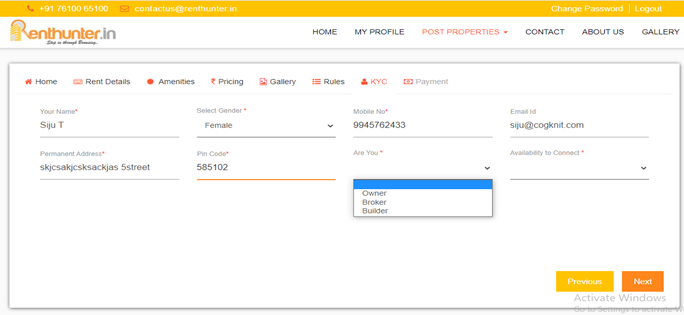 +91 76100 65100 contactus@renthunter.in Change Password | Logout
Renthunter.in
Step in through Browsing..
HOME MY PROFILE POST PROPERTIES CONTACT ABOUT US GALLERY
Home Rent Details Amenities ₹ Pricing Gallery Rules KYC Payment
Your Name* Select Gender * Mobile No* Email Id
Siju T Female 9945762433 siju@cogknit.com
Permanent Address* Pin Code* Are You * Availability to Connect *
skjcsakjcsksackjas 5street 585102
Owner
Broker
Builder
Previous Next
Activate Windows
Go to Settings to activate W